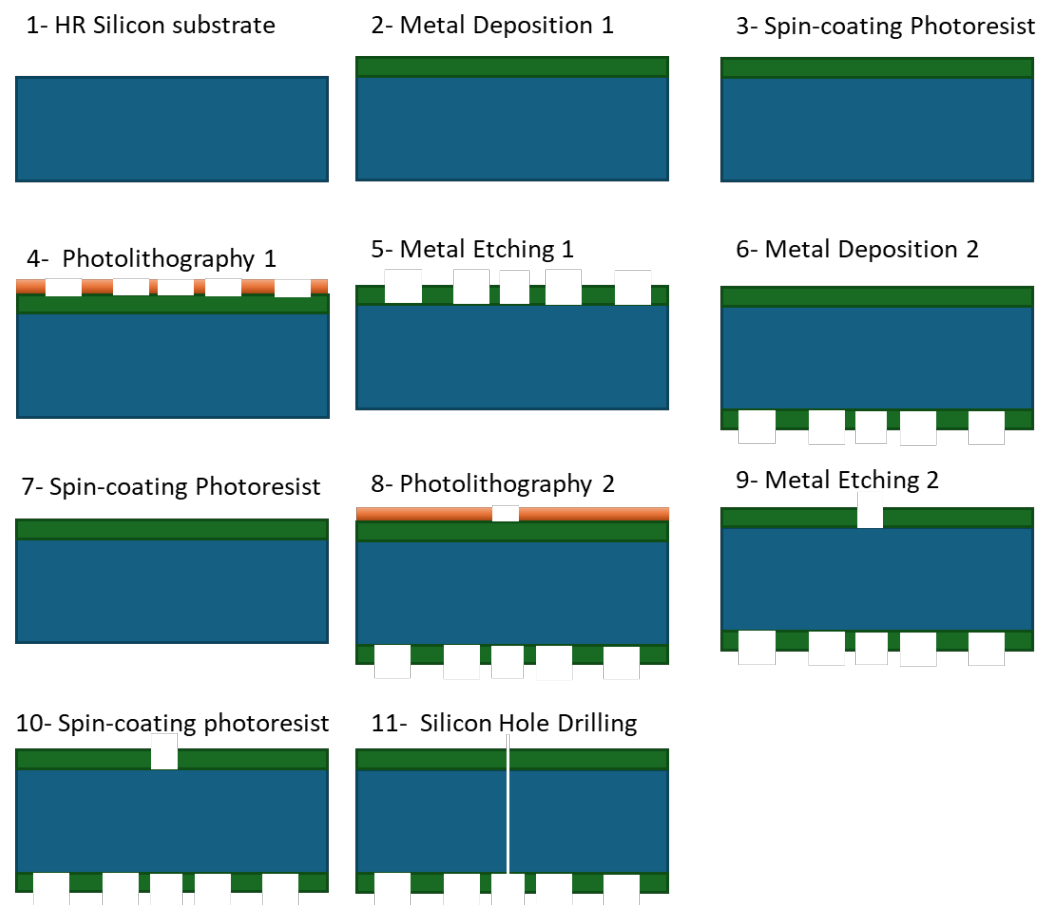 1- HR Silicon substrate
2- Metal Deposition 1
3- Spin-coating Photoresist
4-  Photolithography 1
5- Metal Etching 1
6- Metal Deposition 2
7- Spin-coating Photoresist
8- Photolithography 2
9- Metal Etching 2
10- Spin-coating photoresist
11-  Silicon Hole Drilling